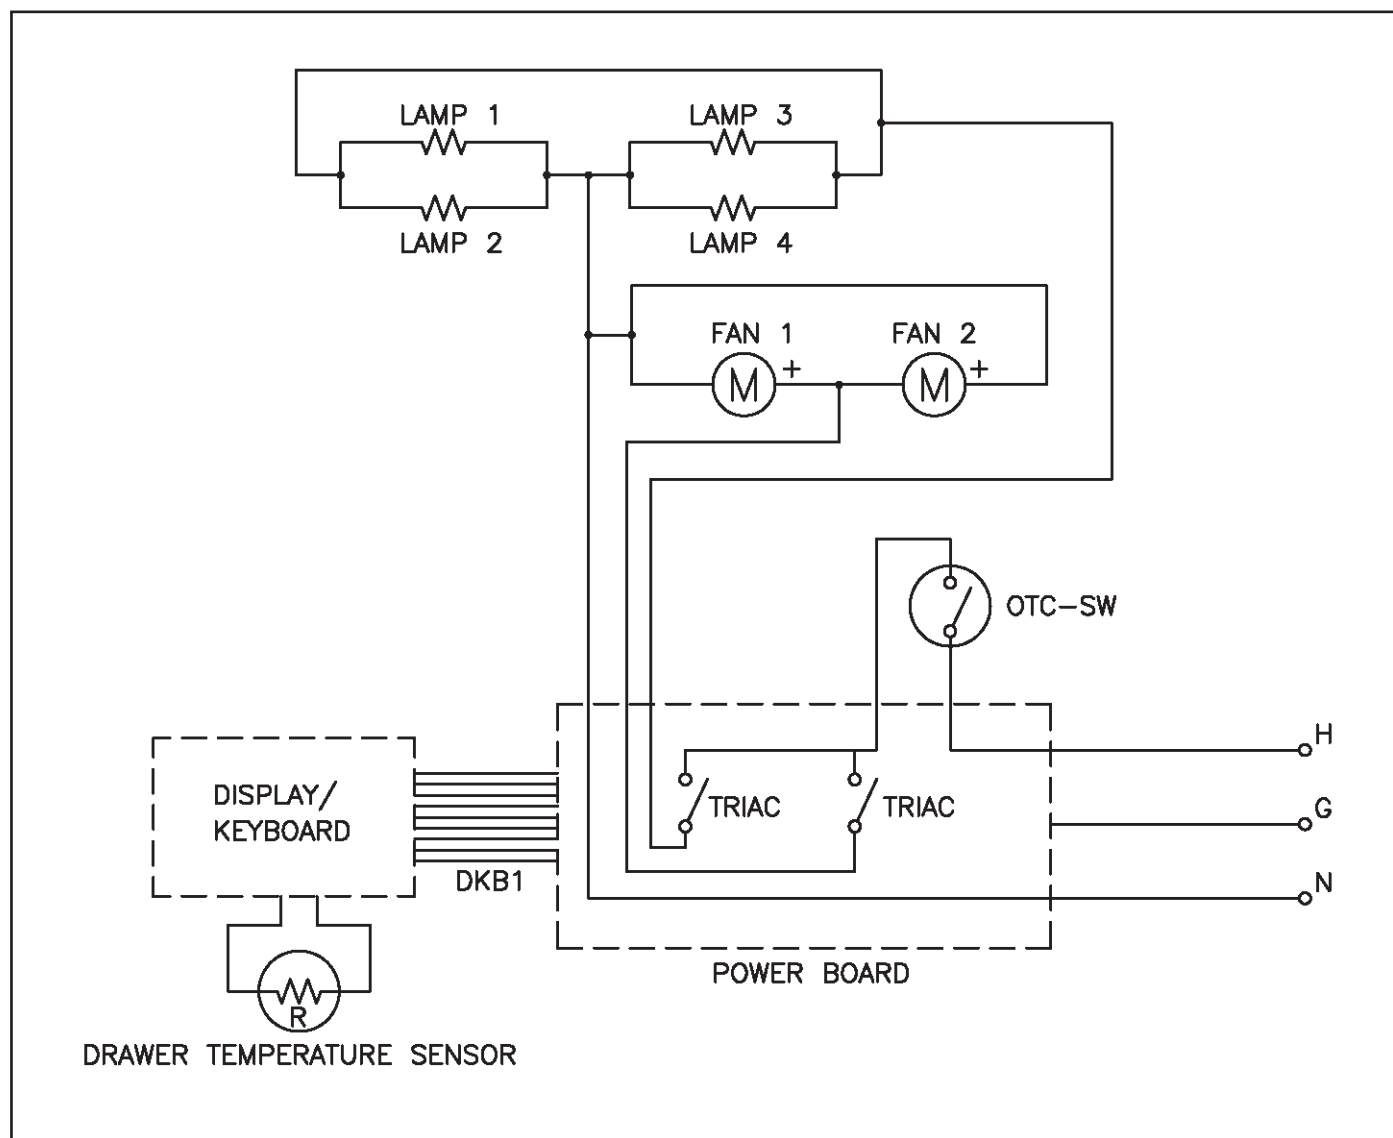 LAMP 1
LAMP 3
LAMP 2
LAMP 4
FAN 1
FAN 2
M
+
M
+
OTC-SW
H
DISPLAY/
KEYBOARD
TRIAC
TRIAC
G
DKB1
N
POWER BOARD
R
DRAWER TEMPERATURE SENSOR